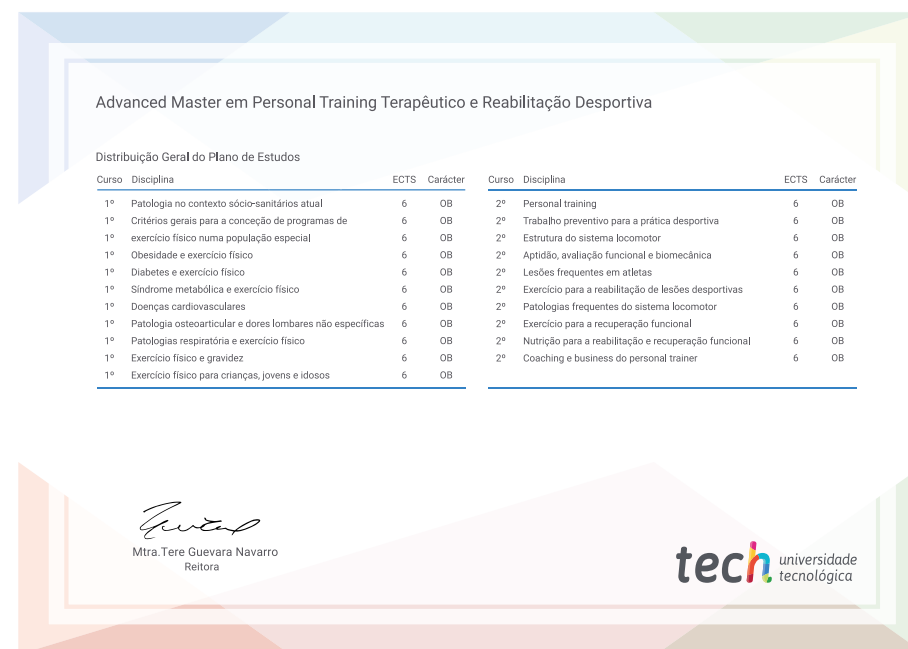 Advanced Master em Personal Training Terapêutico e Reabilitação Desportiva
Distribuição Geral do Plano de Estudos
Curso Disciplina ECTS Carácter
1º Patologia no contexto sócio-sanitários atual 6 OB
1º Critérios gerais para a conceção de programas de 6 OB
1º exercício físico numa população especial 6 OB
1º Obesidade e exercício físico 6 OB
1º Diabetes e exercício físico 6 OB
1º Síndrome metabólica e exercício físico 6 OB
1º Doenças cardiovasculares 6 OB
1º Patologia osteoarticular e dores lombares não específicas 6 OB
1º Patologias respiratória e exercício físico 6 OB
1º Exercício físico e gravidez 6 OB
1º Exercício físico para crianças, jovens e idosos 6 OB
Curso Disciplina ECTS Carácter
2º Personal training 6 OB
2º Trabalho preventivo para a prática desportiva 6 OB
2º Estrutura do sistema locomotor 6 OB
2º Aptidão, avaliação funcional e biomecânica 6 OB
2º Lesões frequentes em atletas 6 OB
2º Exercício para a reabilitação de lesões desportivas 6 OB
2º Patologias frequentes do sistema locomotor 6 OB
2º Exercício para a recuperação funcional 6 OB
2º Nutrição para a reabilitação e recuperação funcional 6 OB
2º Coaching e business do personal trainer 6 OB
Mtra.Tere Guevara Navarro
Reitora
tech universidade
tecnológica